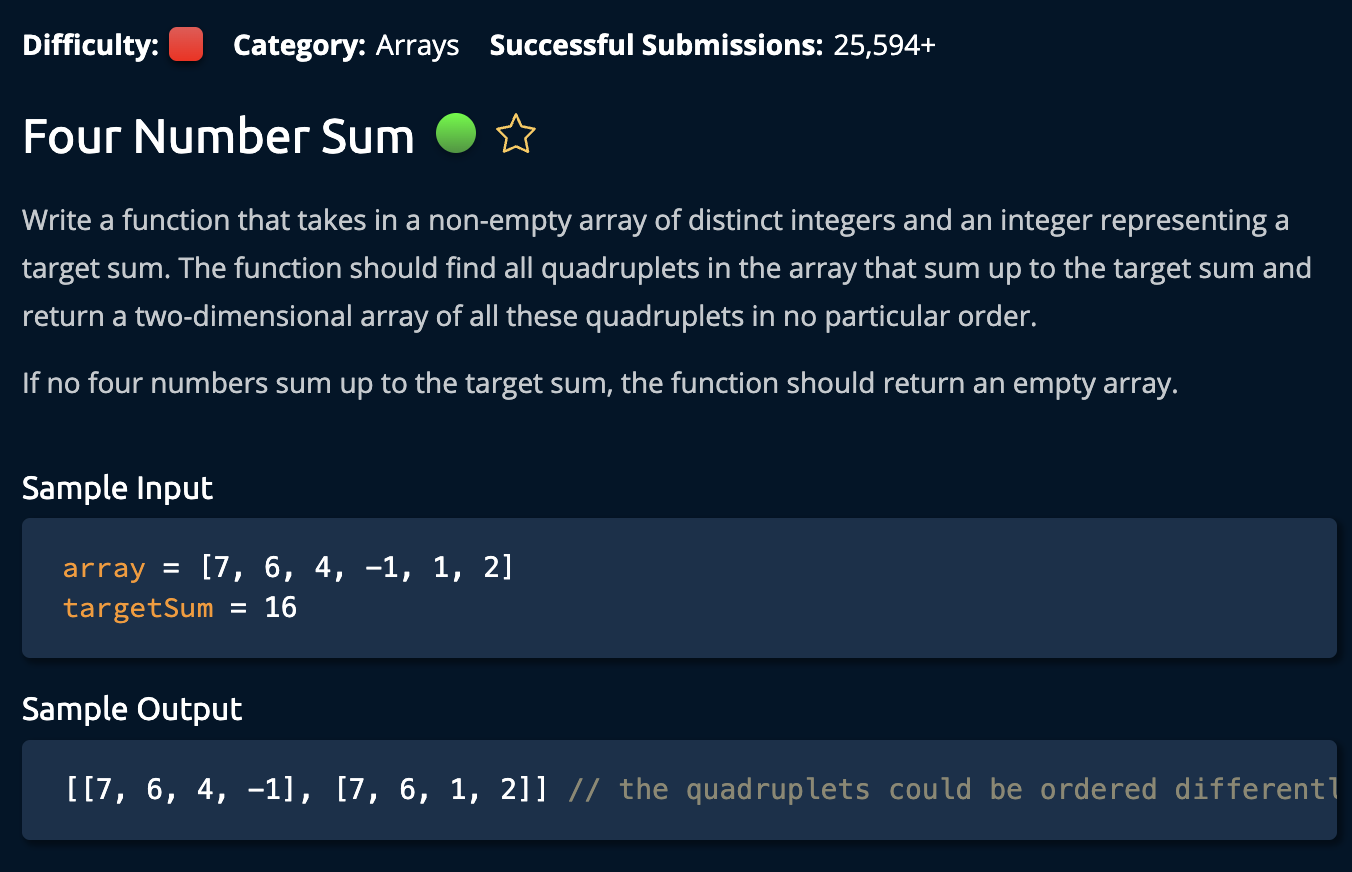 Difficulty: Category: Arrays Successful Submissions: 25,594+
Four Number Sum
Write a function that takes in a non-empty array of distinct integers and an integer representing a
target sum. The function should find all quadruplets in the array that sum up to the target sum and
return a two-dimensional array of all these quadruplets in no particular order.
If no four numbers sum up to the target sum, the function should return an empty array.
Sample Input
array = [7, 6, 4, -1, 1, 2]
targetSum = 16
Sample Output
[[7, 6, 4, -1], [7, 6, 1, 2]] // the quadruplets could be ordered differentl